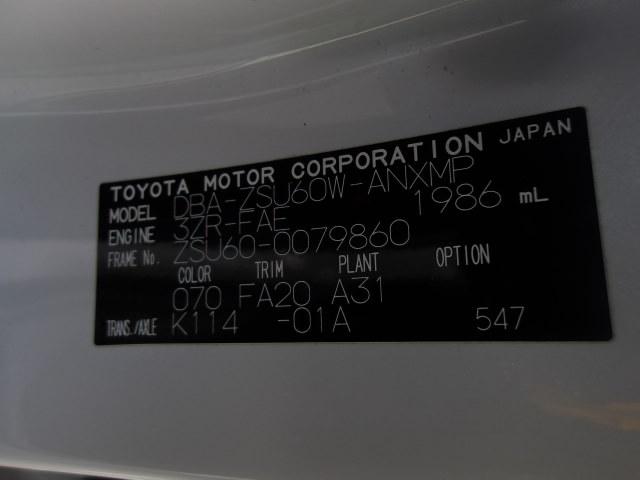 TOYOTA MOTOR CORPORATION JAPAN
MODEL DBA-ZSU60W-ANXMP
ENGINE 3ZR-FAE 1986 mL
FRAME No. ZSU60-0079860
COLOR TRIM PLANT OPTION
070 FA20 A31
TRANS./AXLE K114 -01A 547